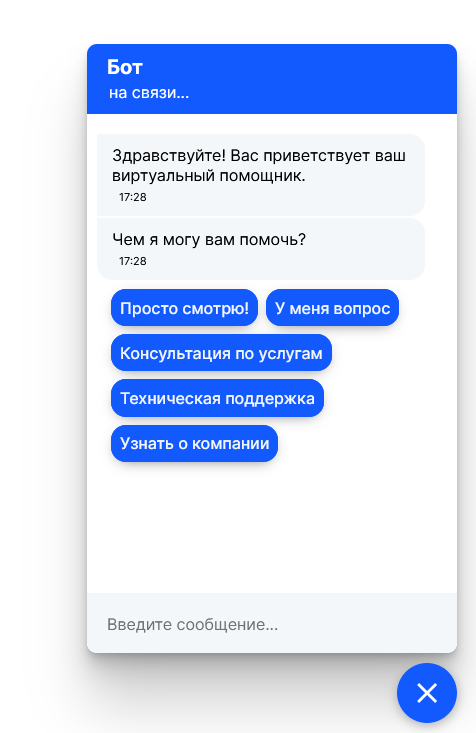 Бот
на связи...
Здравствуйте! Вас приветствует ваш
виртуальный помощник.
17:28
Чем я могу вам помочь?
17:28
Просто смотрю! У меня вопрос
Консультация по услугам
Техническая поддержка
Узнать о компании
Введите сообщение...